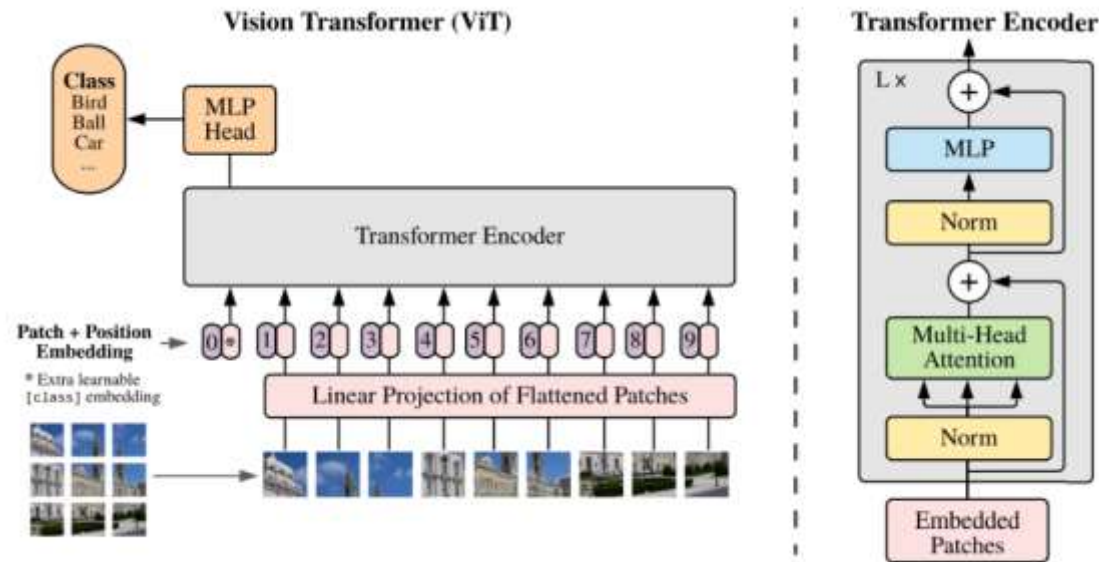 Vision Transformer (ViT)
Class
Bird
Ball
Car
...
MLP
Head
Transformer Encoder
Patch + Position
Embedding
* Extra learnable
[class] embedding
0 * 1 2 3 4 5 6 7 8 9
Linear Projection of Flattened Patches
Transformer Encoder
L ×
+
MLP
Norm
+
Multi-Head
Attention
Norm
Embedded
Patches